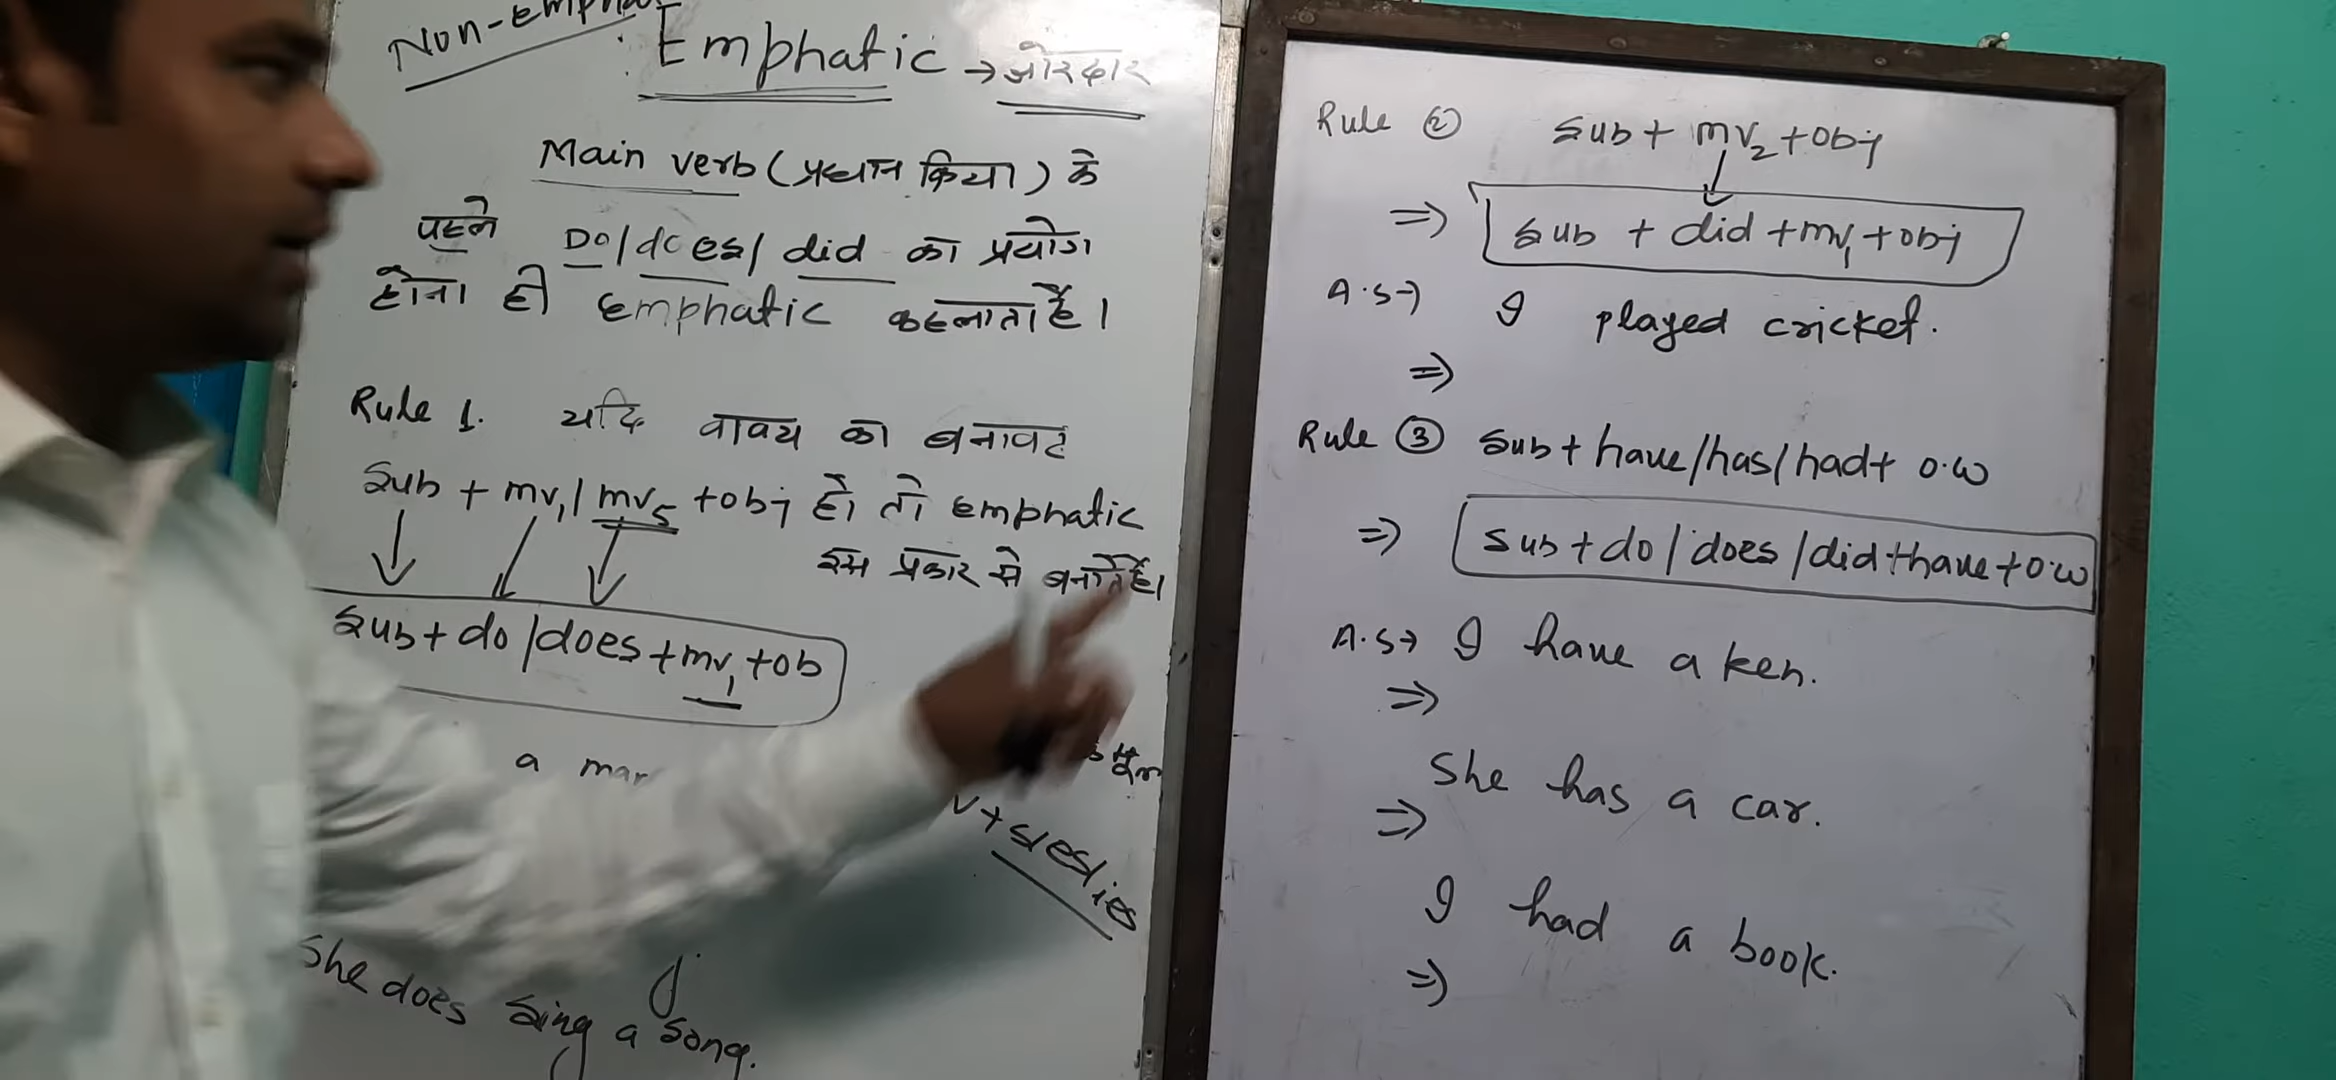 Non-empha
: Emphatic → जोरदार
Main verb (प्रधान क्रिया) के
पहले Do/does/did का प्रयोग
होना ही emphatic कहलाता है।
Rule 1. यदि वाक्य का बनावट
Sub + mv1/mv5 + obj हो तो emphatic
इस प्रकार से बनाते है।
Sub + do/does + mv1 + ob
a man
V+s/es/ies
She does sing a song.
Rule ② Sub + mv2 + obj
⇒ Sub + did + mv1 + obj
A.S→ I played cricket.
⇒
Rule ③ Sub + have/has/had + o.w
⇒ Sub + do/does/did + have + o.w
A.S→ I have a ken.
⇒
She has a car.
⇒
I had a book.
⇒